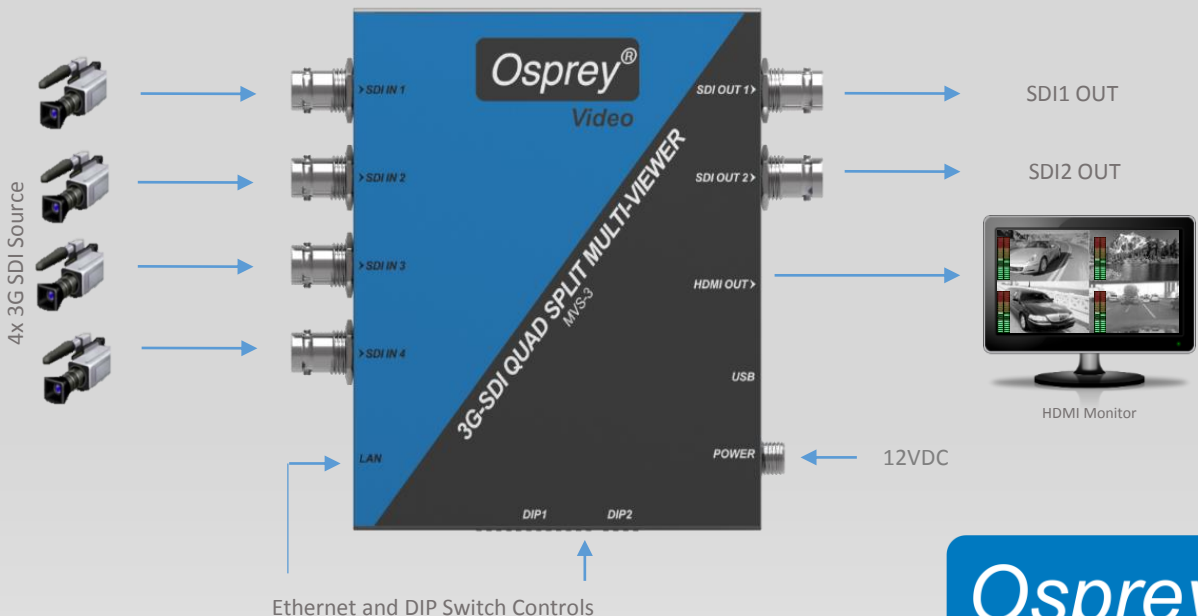 4x 3G SDI Source
Osprey®
Video
>SDI IN 1
>SDI IN 2
>SDI IN 3
>SDI IN 4
LAN
3G-SDI QUAD SPLIT MULTI-VIEWER
MVS-3
SDI OUT 1>
SDI OUT 2>
HDMI OUT>
USB
POWER
DIP1
DIP2
SDI1 OUT
SDI2 OUT
HDMI Monitor
12VDC
Ethernet and DIP Switch Controls
Osprey